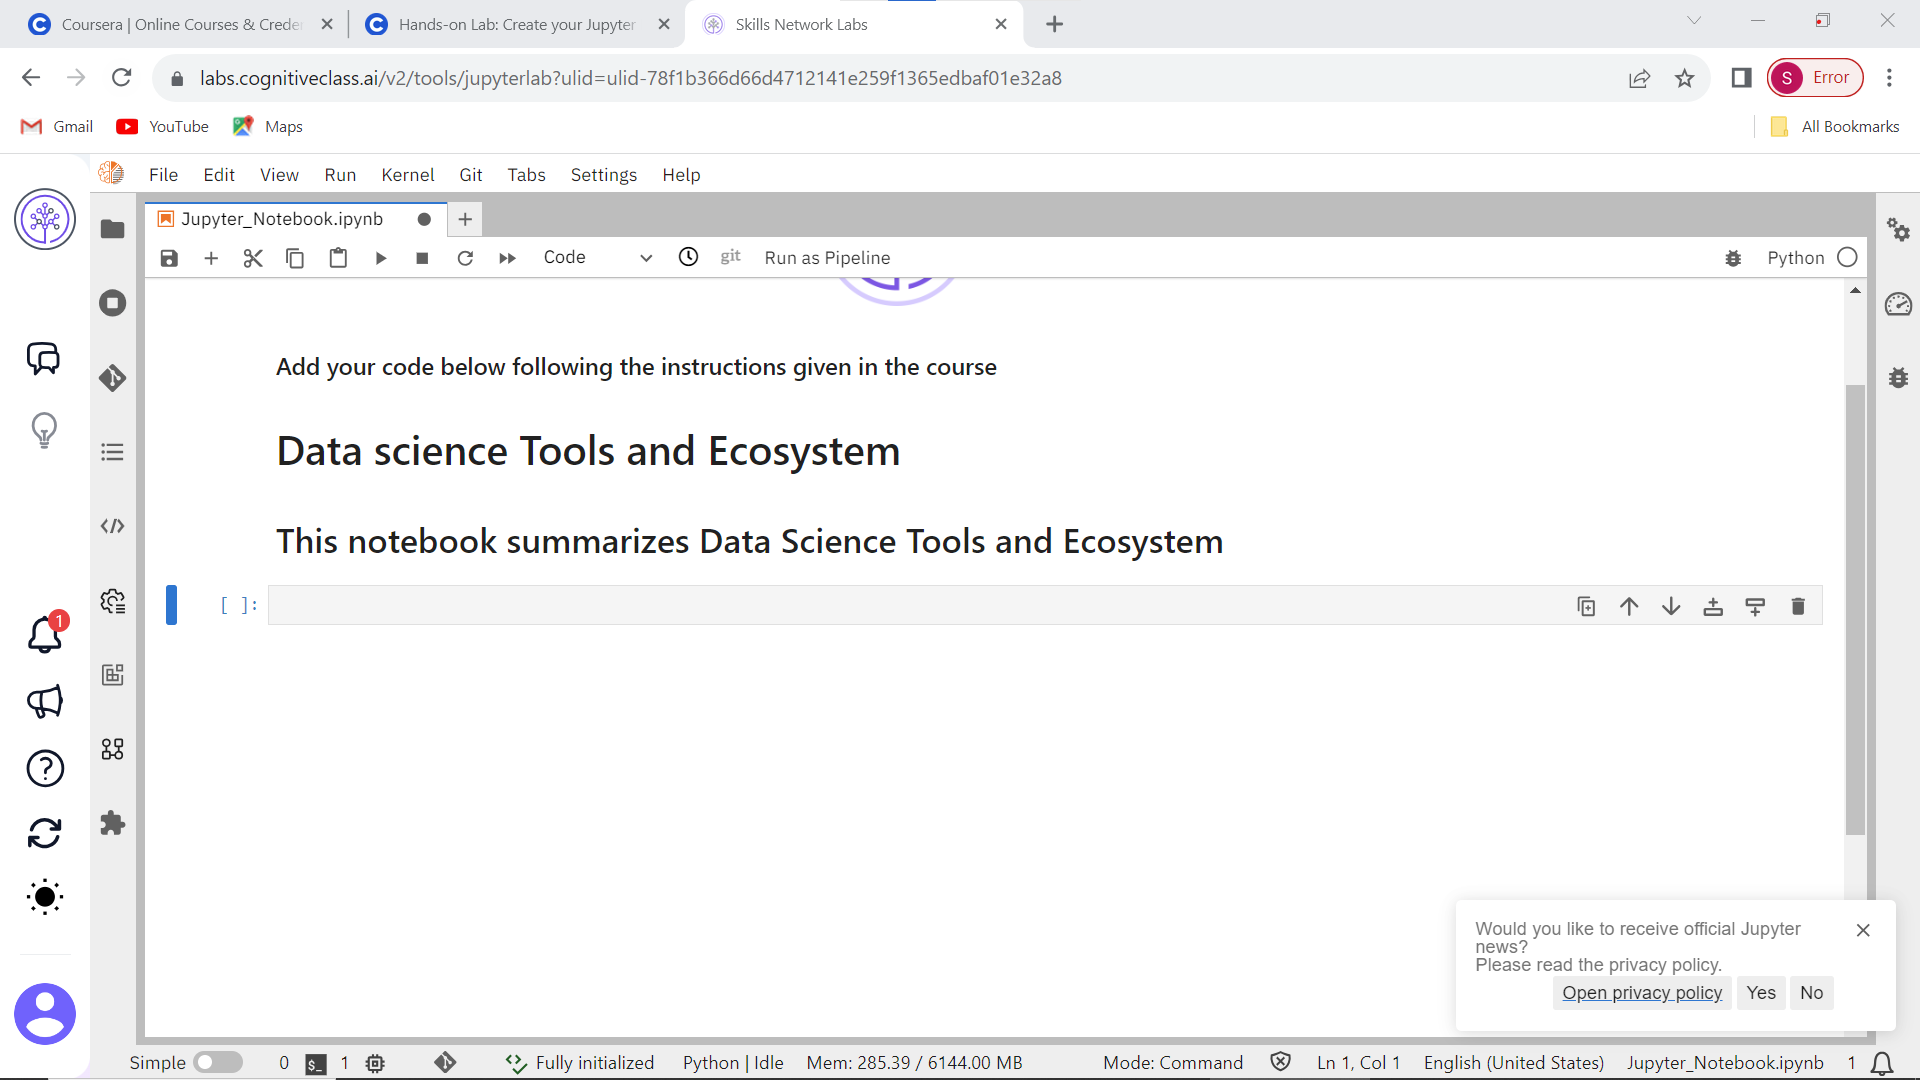 Coursera | Online Courses & Creder
Hands-on Lab: Create your Jupyter
Skills Network Labs
labs.cognitiveclass.ai/v2/tools/jupyterlab?ulid=ulid-78f1b366d66d4712141e259f1365edbaf01e32a8
S Error
Gmail YouTube Maps All Bookmarks
File Edit View Run Kernel Git Tabs Settings Help
Jupyter_Notebook.ipynb
Code git Run as Pipeline Python
Add your code below following the instructions given in the course
Data science Tools and Ecosystem
This notebook summarizes Data Science Tools and Ecosystem
[ ]:
1
Would you like to receive official Jupyter
news?
Please read the privacy policy.
Open privacy policy Yes No
Simple 0 $_ 1 Fully initialized Python | Idle Mem: 285.39 / 6144.00 MB Mode: Command Ln 1, Col 1 English (United States) Jupyter_Notebook.ipynb 1